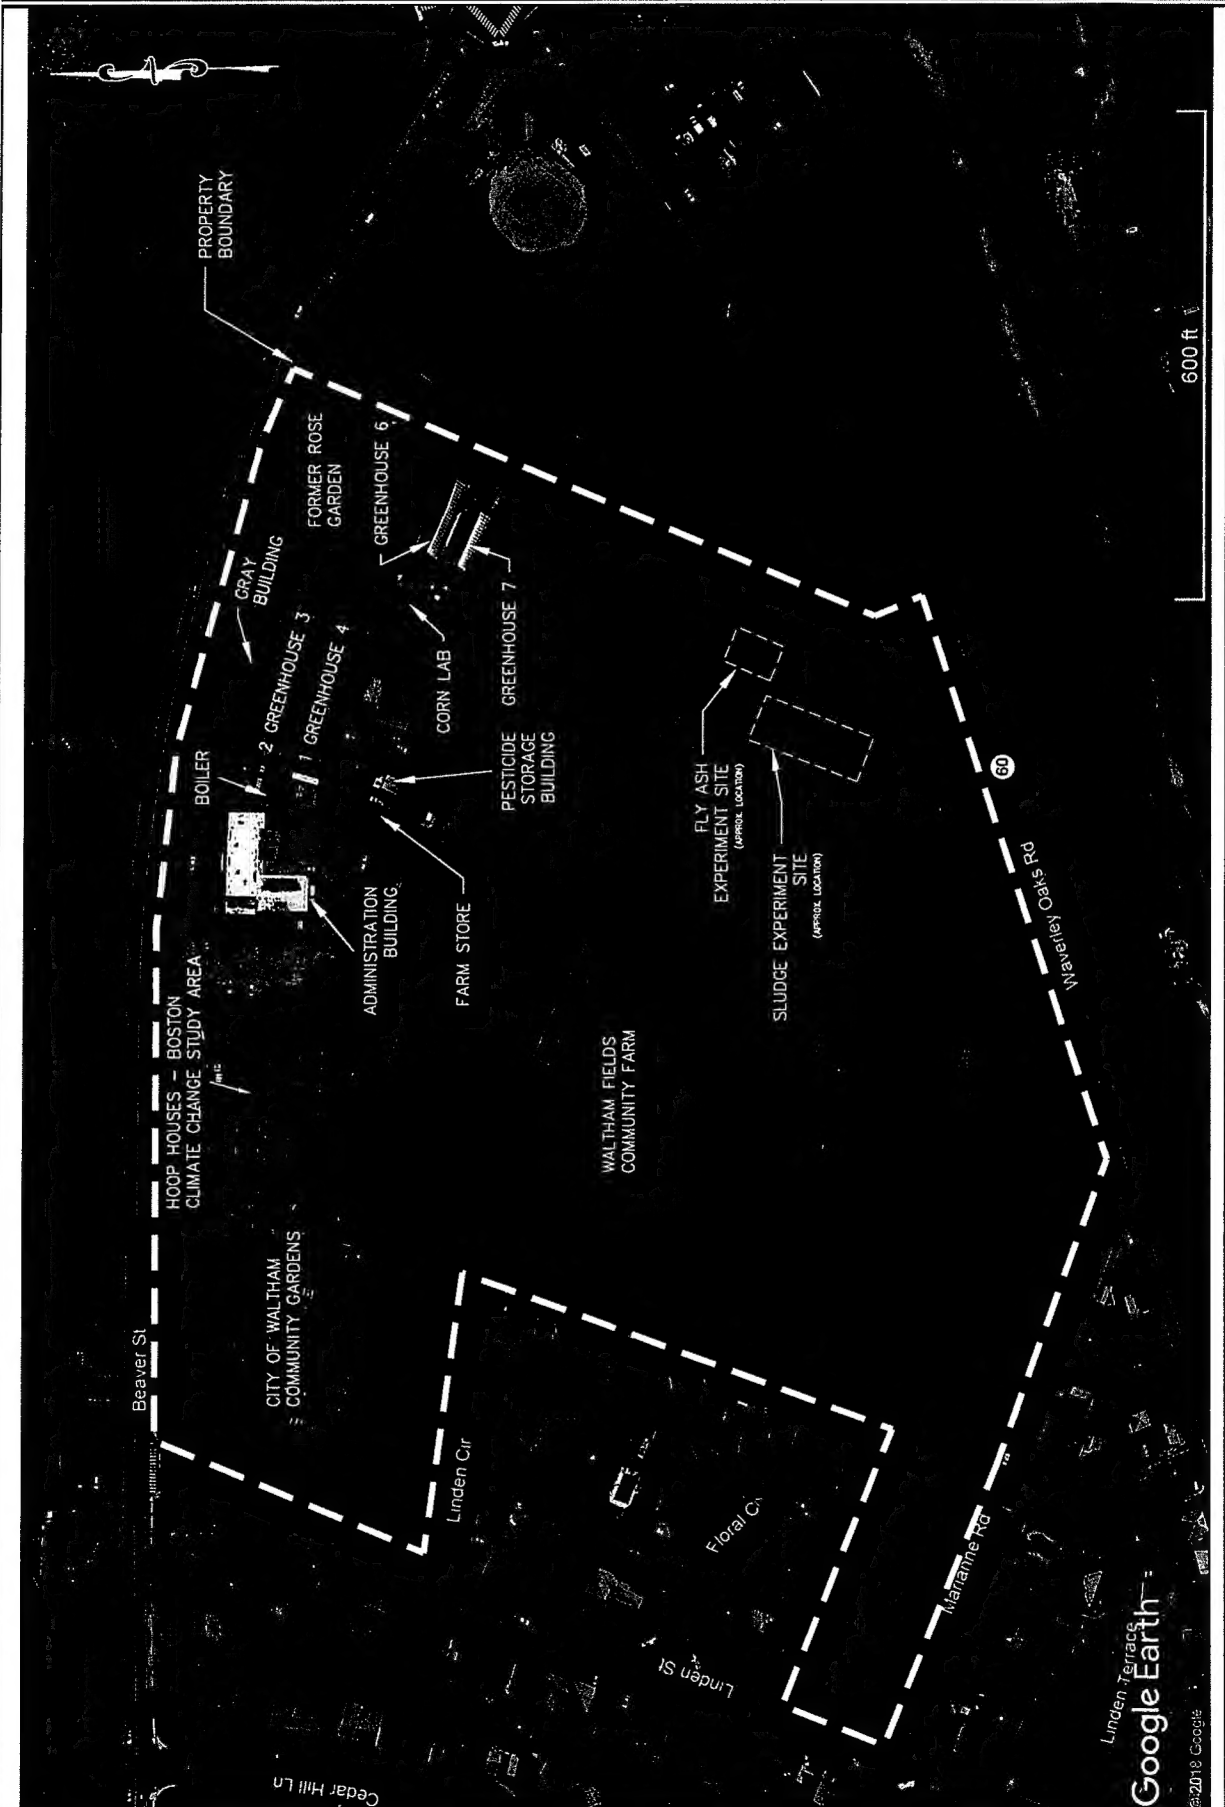 Beaver St
HOOP HOUSES - BOSTON
CLIMATE CHANGE STUDY AREA
BOILER
GRAY
BUILDING
PROPERTY
BOUNDARY
2 GREENHOUSE 3
1 GREENHOUSE 4
FORMER ROSE
GARDEN
GREENHOUSE 6
Cedar Hill Ln
CITY OF WALTHAM
COMMUNITY GARDENS
ADMINISTRATION
BUILDING
CORN LAB
FARM STORE
PESTICIDE
STORAGE
BUILDING
GREENHOUSE 7
Linden Cir
WALTHAM FIELDS
COMMUNITY FARM
Linden St
FLY ASH
EXPERIMENT SITE
(APPROX. LOCATION)
SLUDGE EXPERIMENT
SITE
(APPROX. LOCATION)
Marianne Rd
Waverley Oaks Rd
60
Linden Terrace
Google Earth
© 2018 Google
600 ft